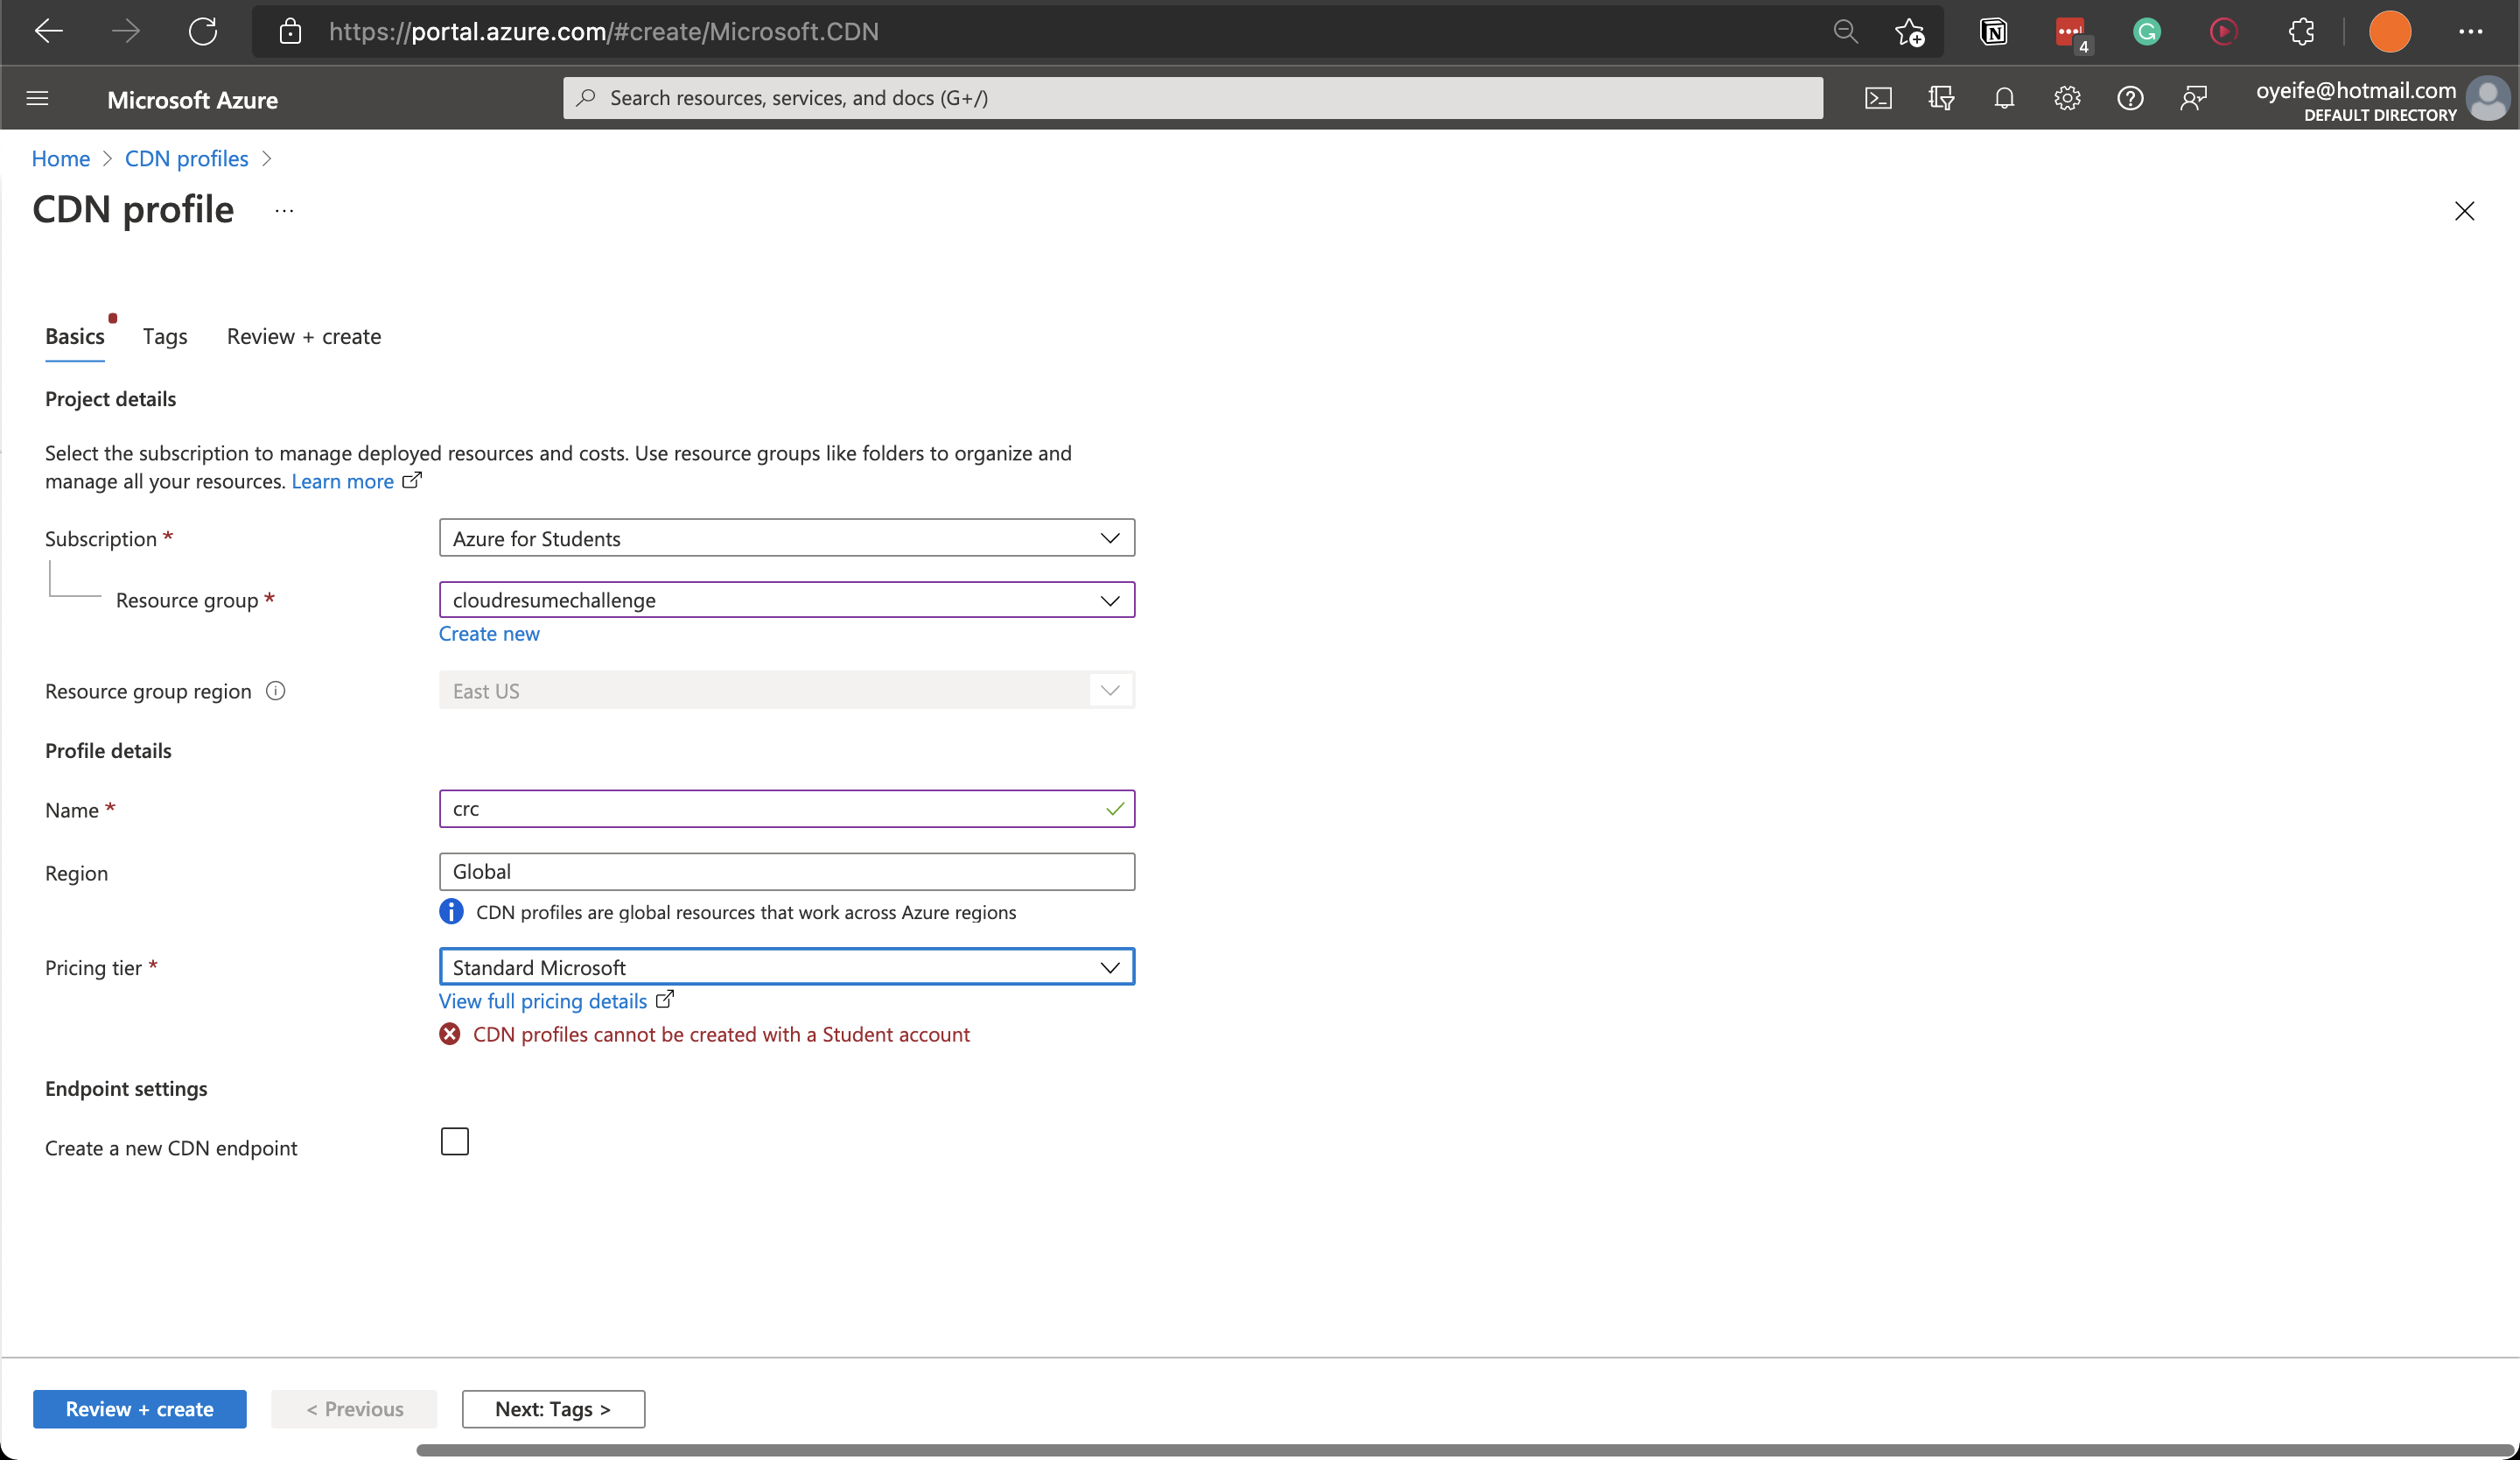 https://portal.azure.com/#create/Microsoft.CDN
4
Microsoft Azure
Search resources, services, and docs (G+/)
oyeife@hotmail.com
DEFAULT DIRECTORY
Home > CDN profiles >
CDN profile ...
Basics Tags Review + create
Project details
Select the subscription to manage deployed resources and costs. Use resource groups like folders to organize and
manage all your resources. Learn more
Subscription * Azure for Students
Resource group * cloudresumechallenge
Create new
Resource group region East US
Profile details
Name * crc
Region Global
CDN profiles are global resources that work across Azure regions
Pricing tier * Standard Microsoft
View full pricing details
CDN profiles cannot be created with a Student account
Endpoint settings
Create a new CDN endpoint
Review + create < Previous Next: Tags >